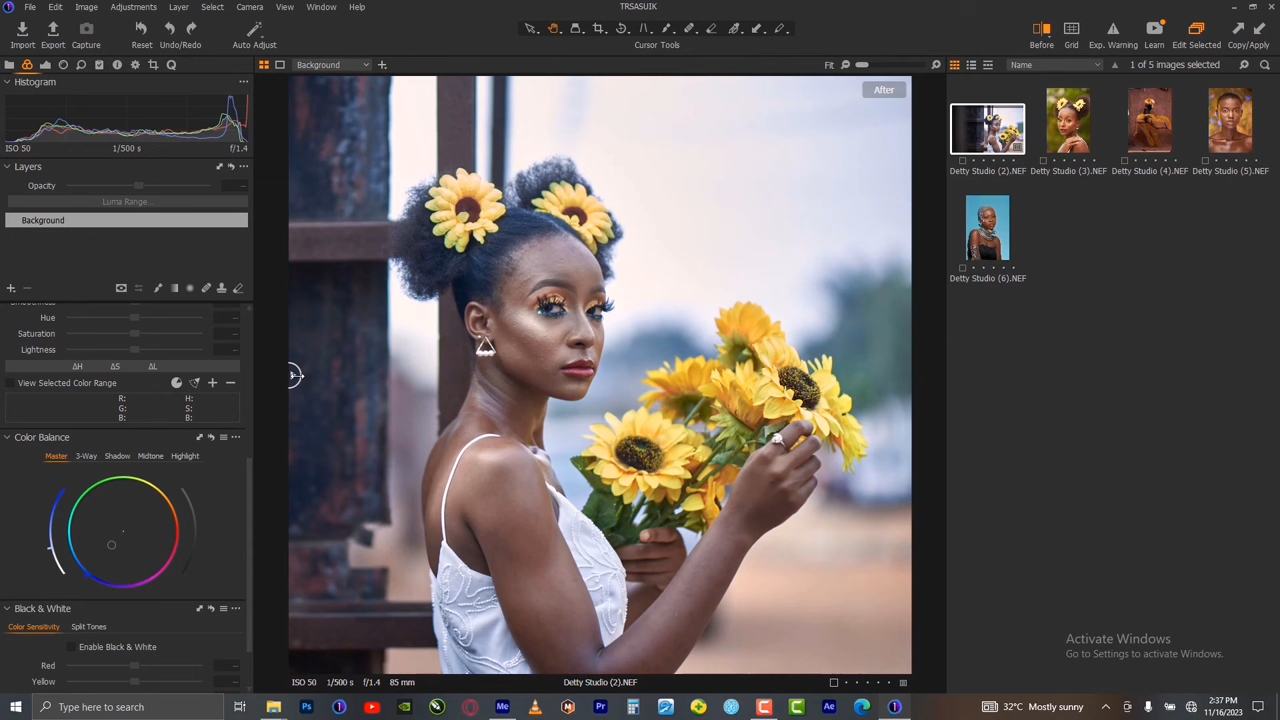 File Edit Image Adjustments Layer Select Camera View Window Help
TRSASUIK
Import Export Capture Reset Undo/Redo Auto Adjust
Cursor Tools
Before Grid Exp. Warning Learn Edit Selected Copy/Apply
Background
Fit
Name
1 of 5 images selected
Histogram
ISO 50 1/500 s f/1.4
After
Layers
Opacity
Luma Range...
Background
Detty Studio (2).NEF Detty Studio (3).NEF Detty Studio (4).NEF Detty Studio (5).NEF
Detty Studio (6).NEF
Hue
Saturation
Lightness
ΔH ΔS ΔL
View Selected Color Range
R: H:
G: S:
B: L:
Color Balance
Master 3-Way Shadow Midtone Highlight
Black & White
Color Sensitivity Split Tones
Enable Black & White
Red
Yellow
ISO 50 1/500 s f/1.4 85 mm Detty Studio (2).NEF
Activate Windows
Go to Settings to activate Windows.
Type here to search
32°C Mostly sunny
2:37 PM
11/16/2023